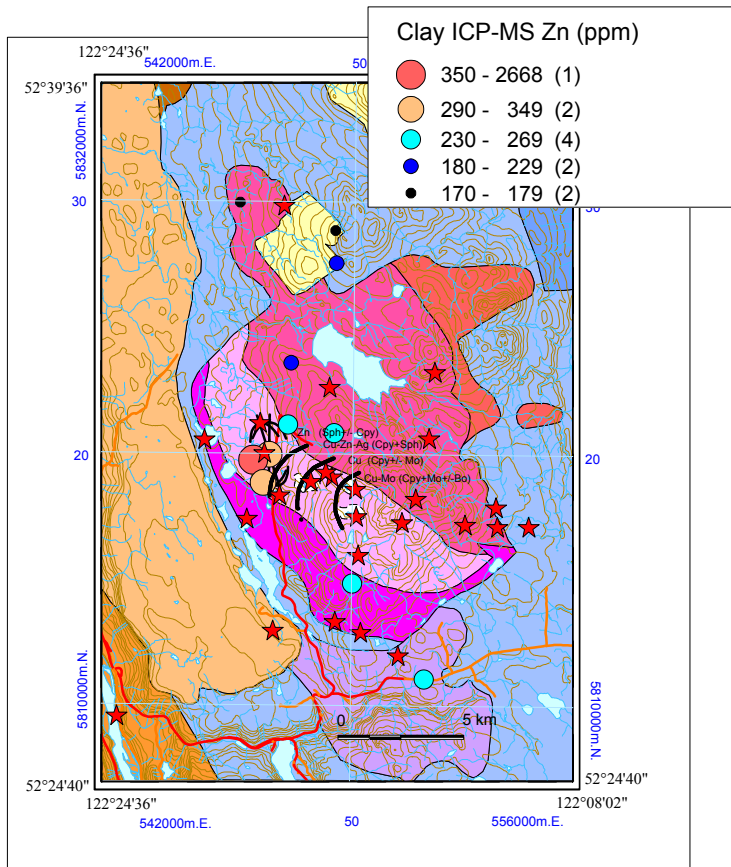 Clay ICP-MS Zn (ppm)
350 - 2668 (1)
290 - 349 (2)
230 - 269 (4)
180 - 229 (2)
170 - 179 (2)
122°24'36"
542000m.E.
52°39'36"
5832000m.N.
30
Zn (Sph+/- Cpy)
Cu-Zn-Ag (Cpy+Sph)
20
Cu (Cpy+/- Mo)
20
Cu-Mo (Cpy+Mo+/-Bo)
5810000m.N.
5810000m.N.
0
5 km
52°24'40"
52°24'40"
122°24'36"
122°08'02"
542000m.E.
50
556000m.E.